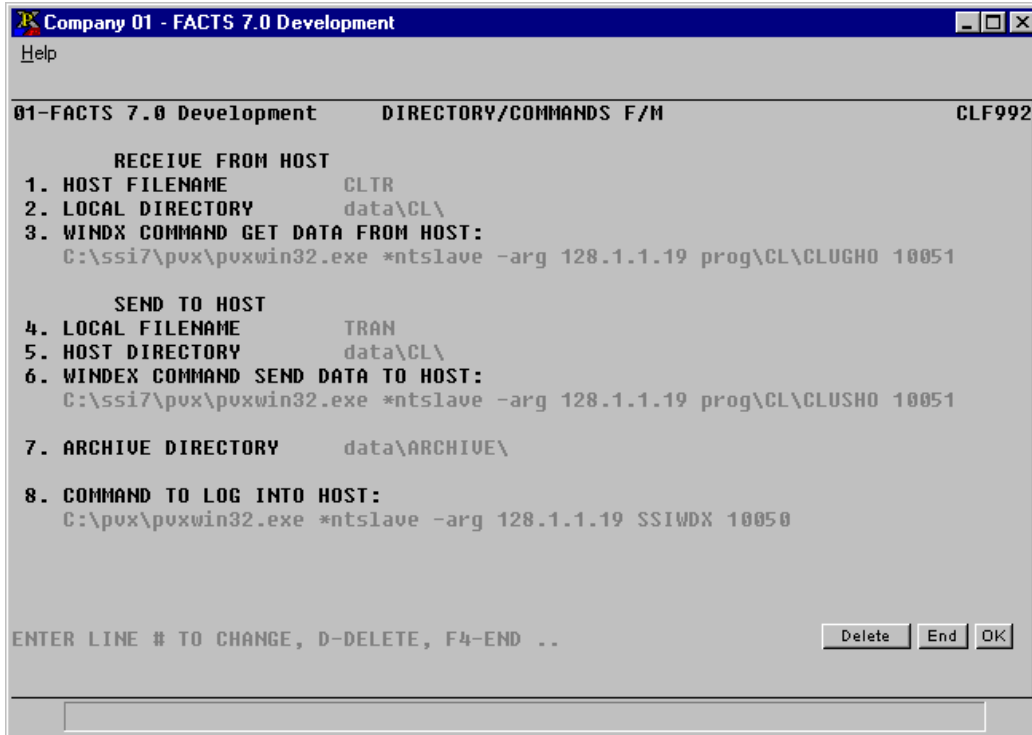 Company 01 - FACTS 7.0 Development
Help
01-FACTS 7.0 Development DIRECTORY/COMMANDS F/M CLF992
RECEIVE FROM HOST
1. HOST FILENAME CLTR
2. LOCAL DIRECTORY data\CL\
3. WINDX COMMAND GET DATA FROM HOST:
C:\ssi7\pvx\pvxwin32.exe *ntslave -arg 128.1.1.19 prog\CL\CLUGHO 10051
SEND TO HOST
4. LOCAL FILENAME TRAN
5. HOST DIRECTORY data\CL\
6. WINDEX COMMAND SEND DATA TO HOST:
C:\ssi7\pvx\pvxwin32.exe *ntslave -arg 128.1.1.19 prog\CL\CLUSHO 10051
7. ARCHIVE DIRECTORY data\ARCHIVE\
8. COMMAND TO LOG INTO HOST:
C:\pvx\pvxwin32.exe *ntslave -arg 128.1.1.19 SSIWDX 10050
ENTER LINE # TO CHANGE, D-DELETE, F4-END .. Delete End OK